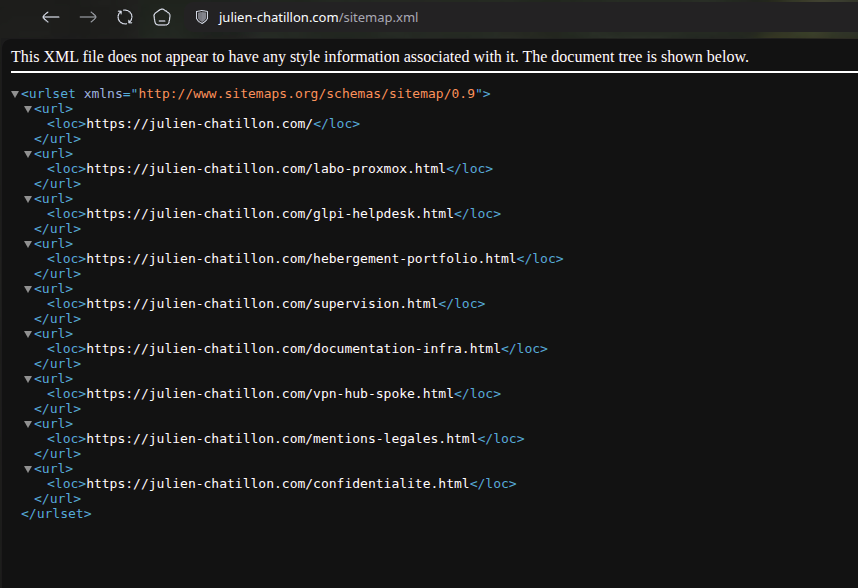 julien-chatillon.com/sitemap.xml
This XML file does not appear to have any style information associated with it. The document tree is shown below.
<urlset xmlns="http://www.sitemaps.org/schemas/sitemap/0.9">
<url>
<loc>https://julien-chatillon.com/</loc>
</url>
<url>
<loc>https://julien-chatillon.com/labo-proxmox.html</loc>
</url>
<url>
<loc>https://julien-chatillon.com/glpi-helpdesk.html</loc>
</url>
<url>
<loc>https://julien-chatillon.com/hebergement-portfolio.html</loc>
</url>
<url>
<loc>https://julien-chatillon.com/supervision.html</loc>
</url>
<url>
<loc>https://julien-chatillon.com/documentation-infra.html</loc>
</url>
<url>
<loc>https://julien-chatillon.com/vpn-hub-spoke.html</loc>
</url>
<url>
<loc>https://julien-chatillon.com/mentions-legales.html</loc>
</url>
<url>
<loc>https://julien-chatillon.com/confidentialite.html</loc>
</url>
</urlset>